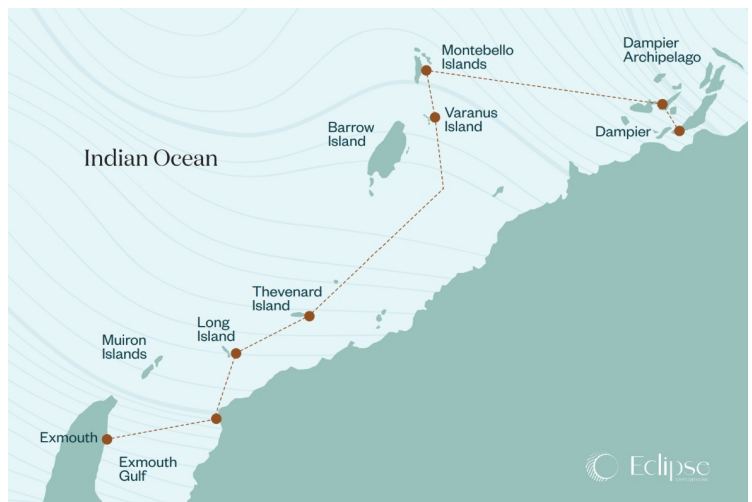 Montebello
Islands
Dampier
Archipelago
Varanus
Island
Barrow
Island
Dampier
Indian Ocean
Thevenard
Island
Long
Island
Muiron
Islands
Exmouth
Exmouth
Gulf
Eclipse